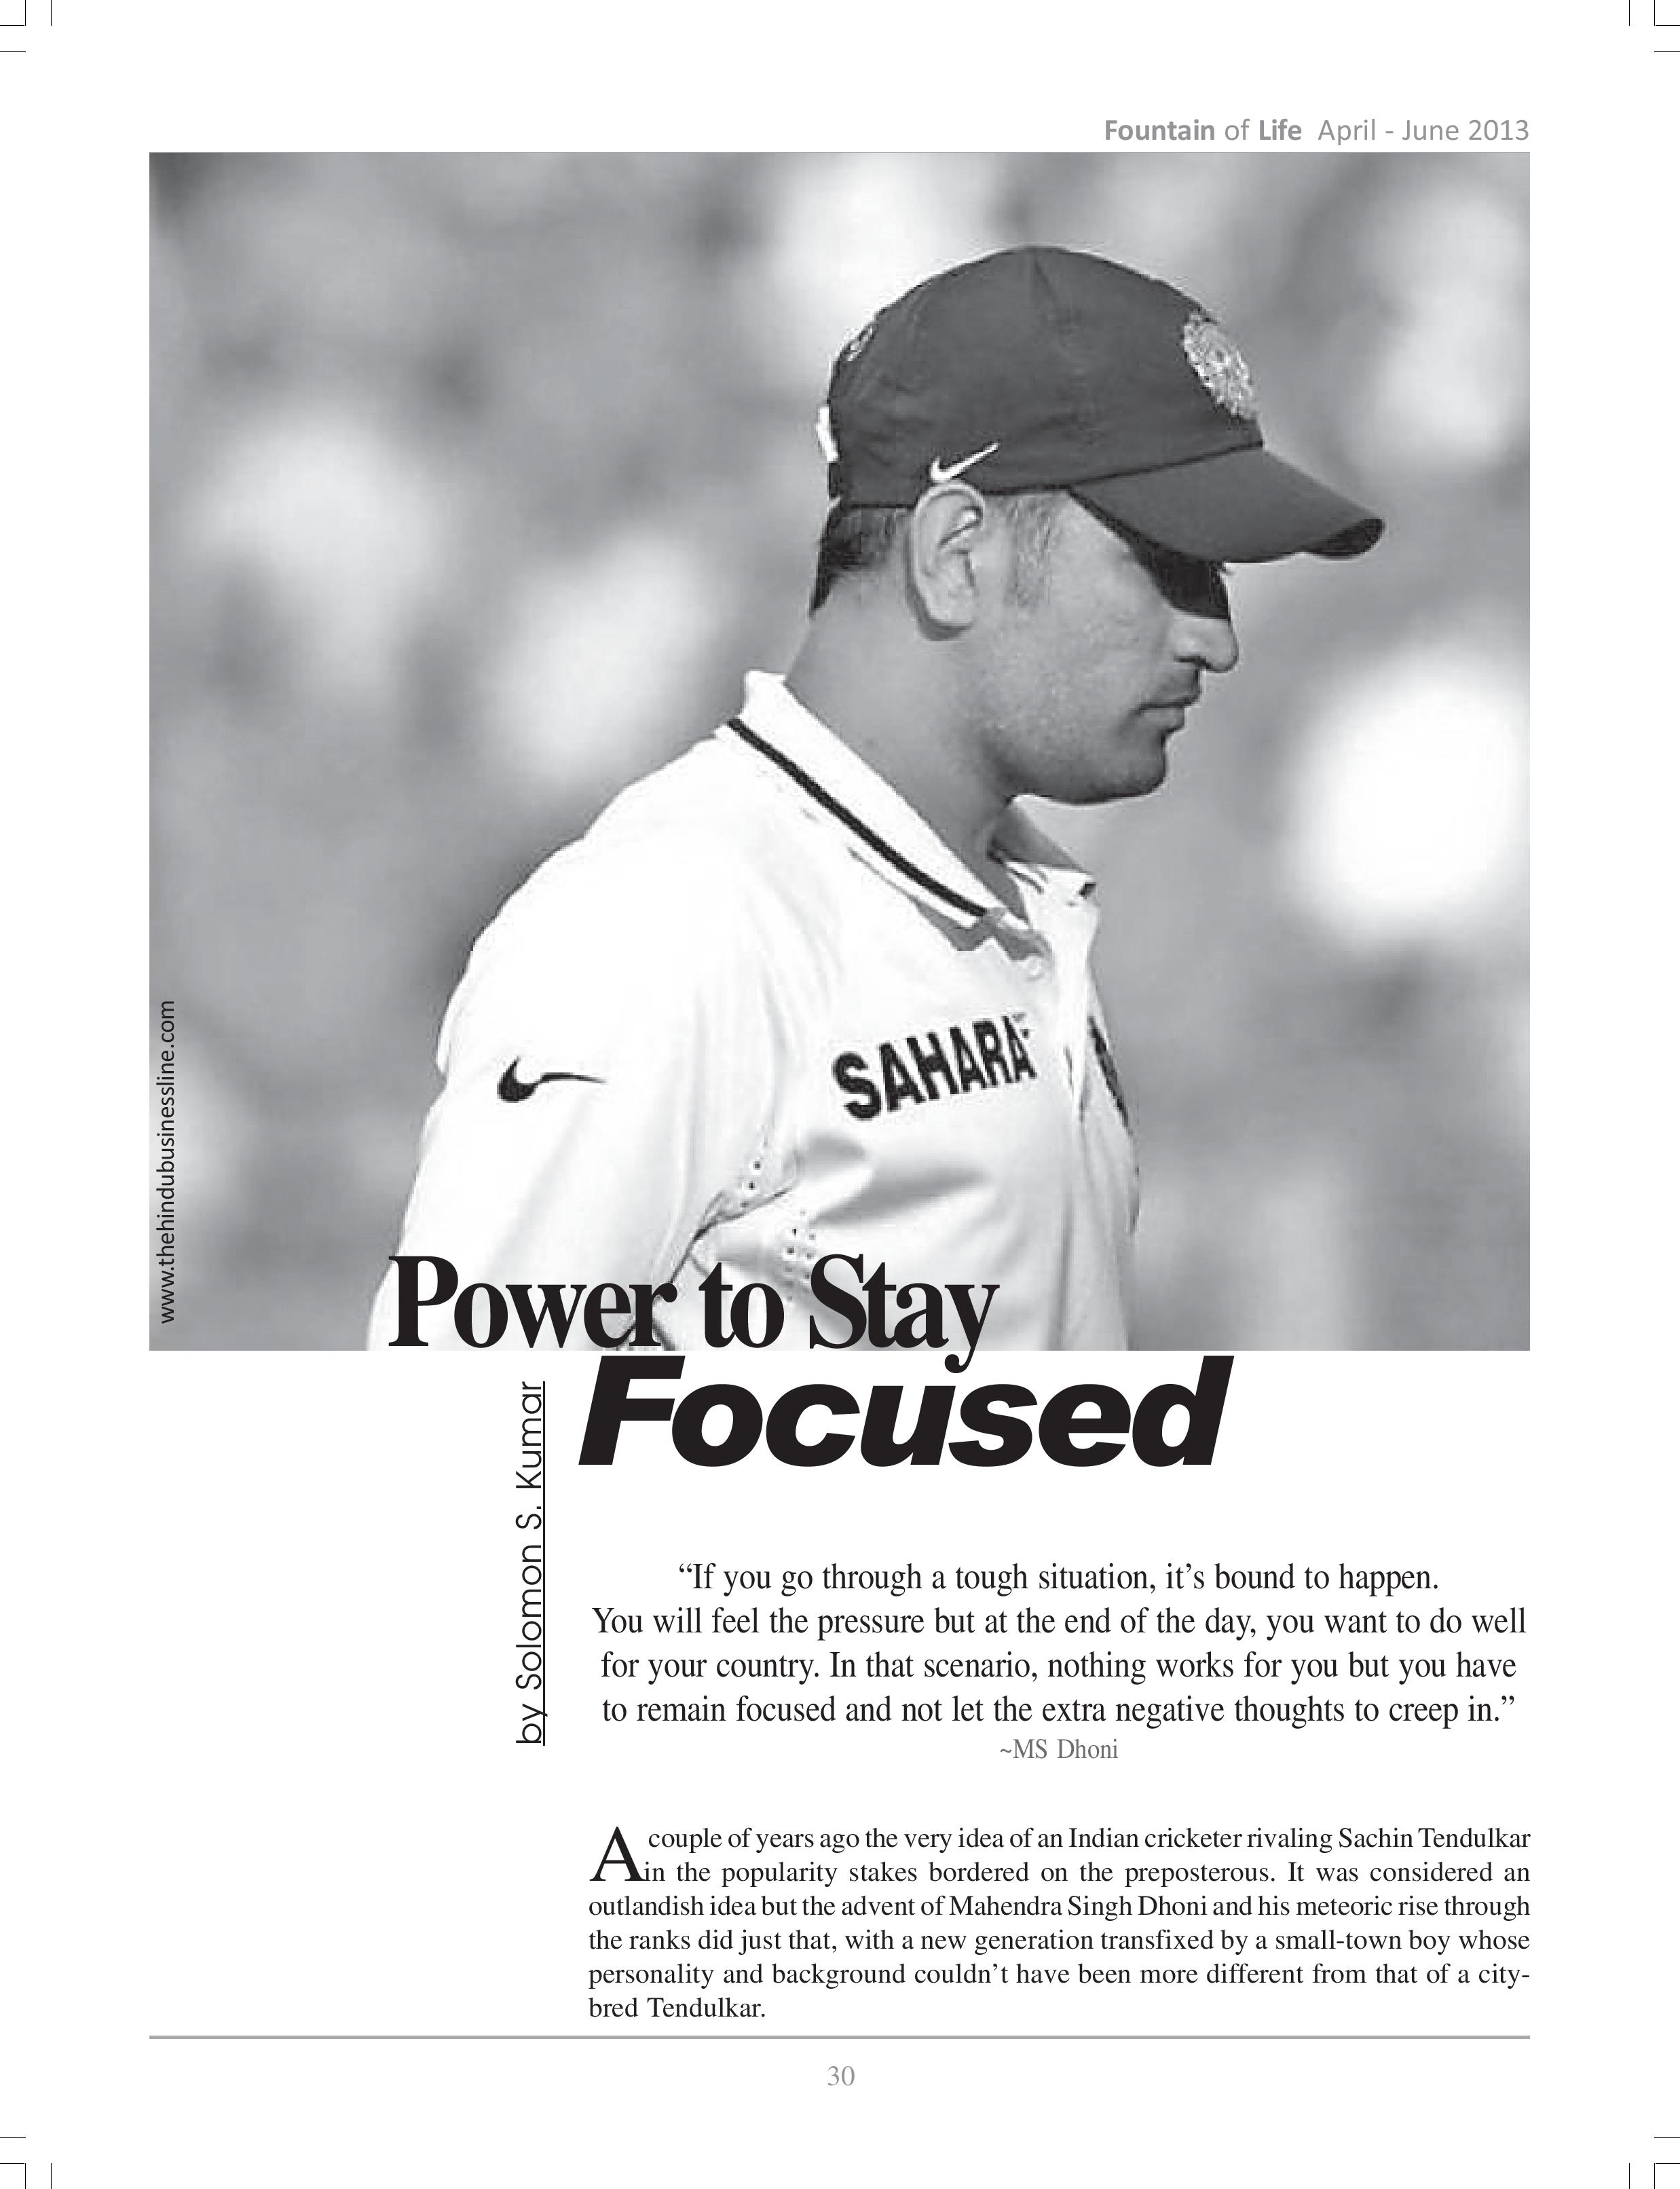 Fountain of Life April - June 2013
www.thehindubusinessline.com
SAHARA
Power to Stay
Focused
by Solomon S. Kumar
“If you go through a tough situation, it’s bound to happen.
You will feel the pressure but at the end of the day, you want to do well
for your country. In that scenario, nothing works for you but you have
to remain focused and not let the extra negative thoughts to creep in.”
~MS Dhoni
A couple of years ago the very idea of an Indian cricketer rivaling Sachin Tendulkar
in the popularity stakes bordered on the preposterous. It was considered an
outlandish idea but the advent of Mahendra Singh Dhoni and his meteoric rise through
the ranks did just that, with a new generation transfixed by a small-town boy whose
personality and background couldn’t have been more different from that of a city-
bred Tendulkar.
30